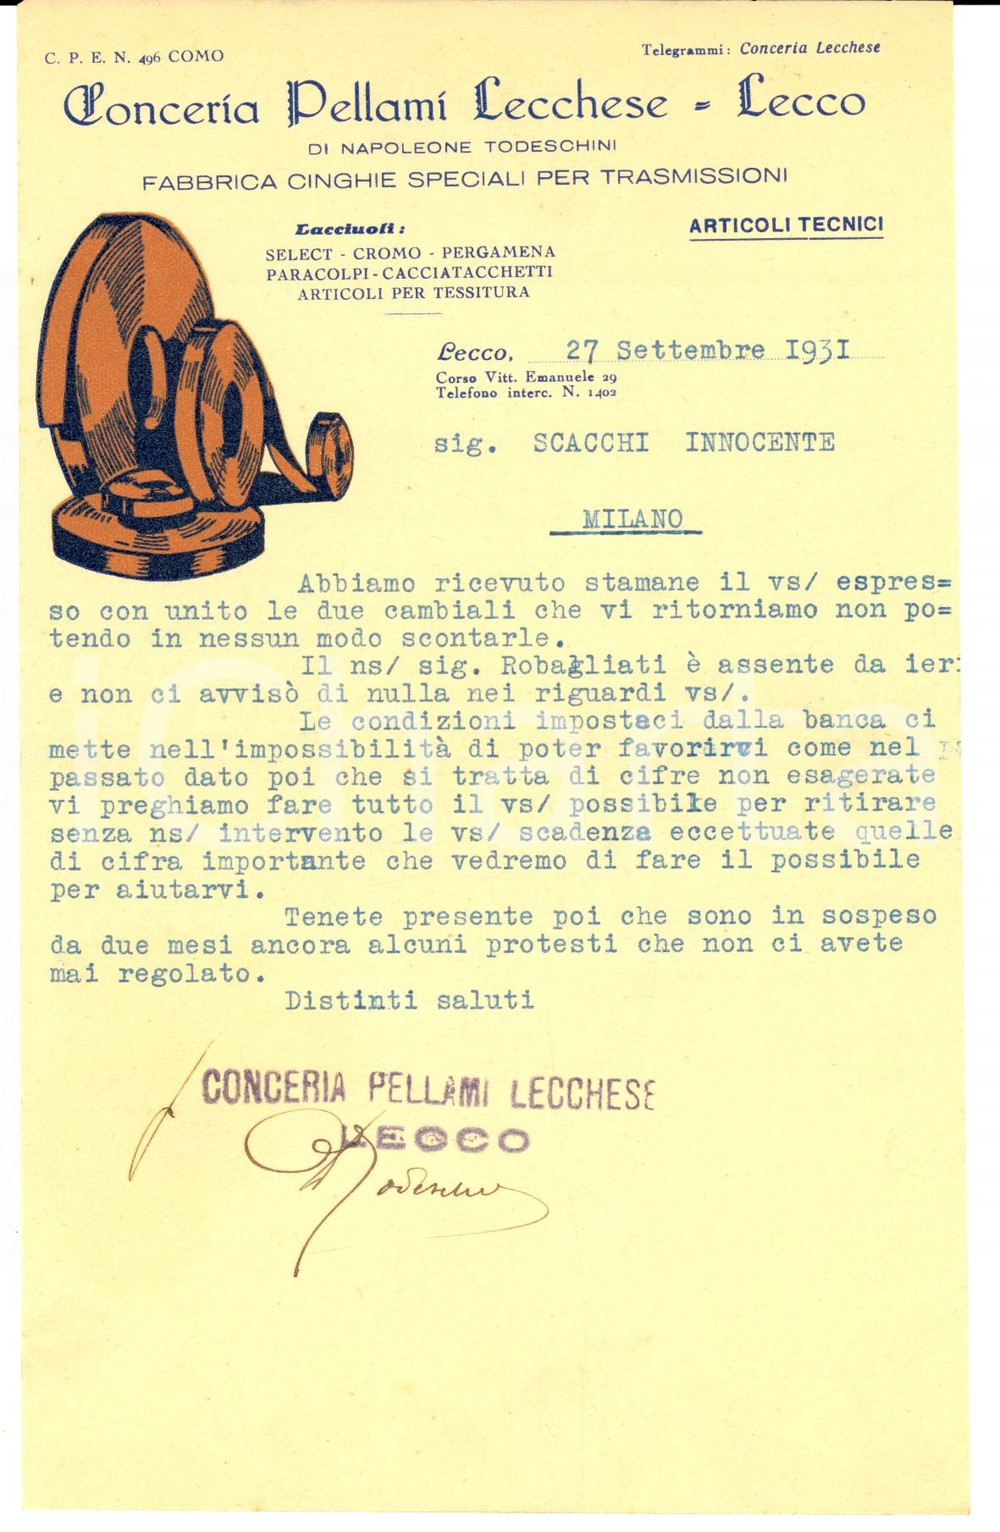 C. P. E. N. 496 COMO
Telegrammi: Conceria Lecchese
Conceria Pellami Lecchese - Lecco
DI NAPOLEONE TODESCHINI
FABBRICA CINGHIE SPECIALI PER TRASMISSIONI
Lacciuoli:
SELECT - CROMO - PERGAMENA
PARACOLPI - CACCIATACCHETTI
ARTICOLI PER TESSITURA
ARTICOLI TECNICI
Lecco, 27 Settembre 1931
Corso Vitt. Emanuele 29
Telefono interc. N. 1402
sig. SCACCHI INNOCENTE
MILANO
Abbiamo ricevuto stamane il vs/ espres=
so con unito le due cambiali che vi ritorniamo non po=
tendo in nessun modo scontarle.
Il ns/ sig. Robagliati è assente da ieri
e non ci avvisò di nulla nei riguardi vs/.
Le condizioni imposteci dalla banca ci
mette nell'impossibilità di poter favorirvi come nel
passato dato poi che si tratta di cifre non esagerate
vi preghiamo fare tutto il vs/ possibile per ritirare
senza ns/ intervento le vs/ scadenze eccettuate quelle
di cifra importante che vedremo di fare il possibile
per aiutarvi.
Tenete presente poi che sono in sospeso
da due mesi ancora alcuni protesti che non ci avete
mai regolato.
Distinti saluti
CONCERIA PELLAMI LECCHESE
LECCO